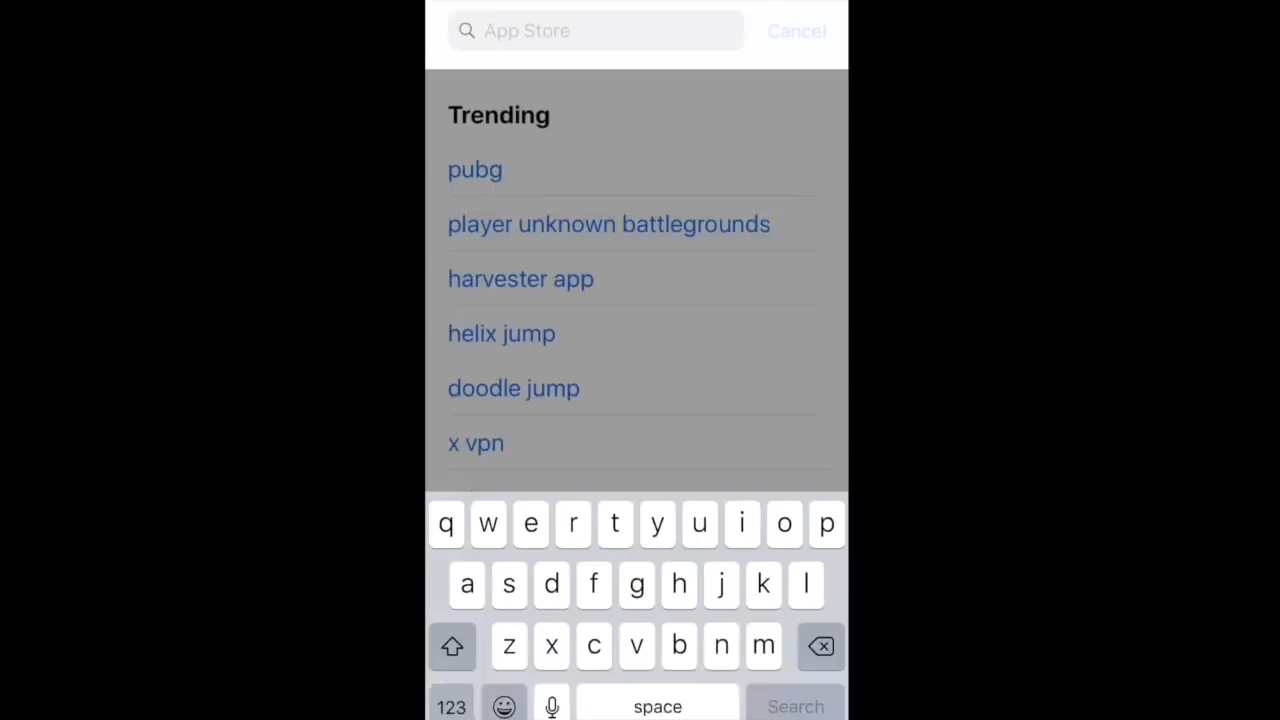 App Store Cancel
Trending
pubg
player unknown battlegrounds
harvester app
helix jump
doodle jump
x vpn
q w e r t y u i o p
a s d f g h j k l
z x c v b n m
123 space Search